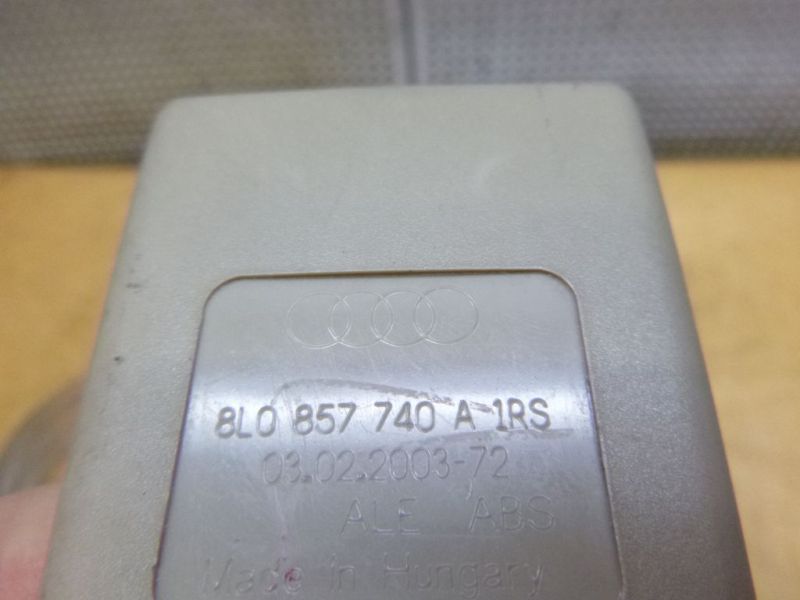 8L0 857 740 A 1RS
03.02.2003-72
ALE ABS
Made in Hungary